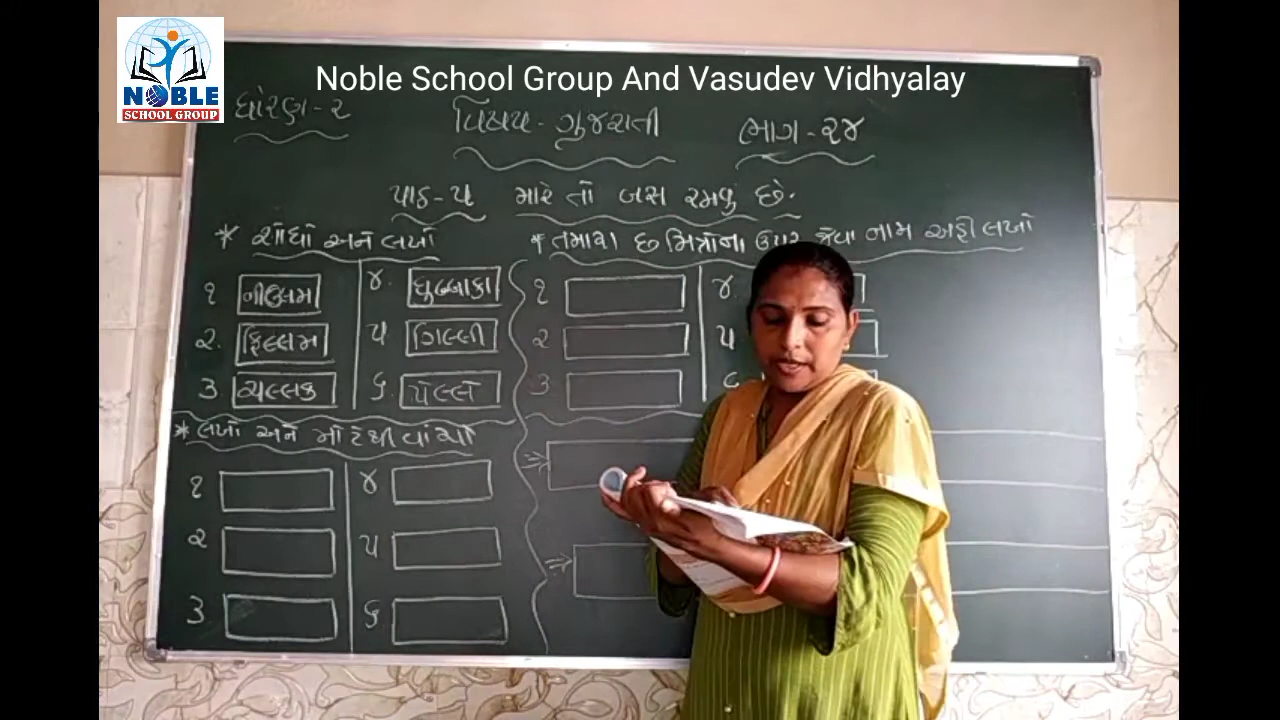 Noble School Group And Vasudev Vidhyalay
NOBLE
SCHOOL GROUP
ધોરણ - ૨
વિષય - ગુજરાતી
ભાગ - ૨૪
પાઠ - ૫ મારે તો બસ રમવું છે.
* શોધો અને લખો
* તમારા છ મિત્રોના ઉપર જેવા નામ અહીં લખો
૧ નીલમ ૪. ધુબ્બાકા
૨. ફિલ્લમ ૫ ગિલ્લી
૩ ચલ્લક ૬. પેલ્લે
૧ ૪
૨ ૫
૩
* લખો અને મોટેથી વાંચો
૧ ૪
૨ ૫
૩ ૬